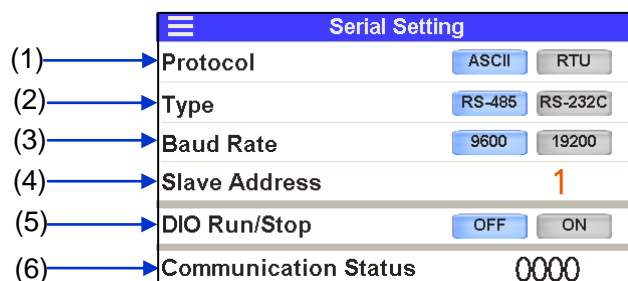 Serial Setting
(1) Protocol ASCII RTU
(2) Type RS-485 RS-232C
(3) Baud Rate 9600 19200
(4) Slave Address 1
(5) DIO Run/Stop OFF ON
(6) Communication Status 0000